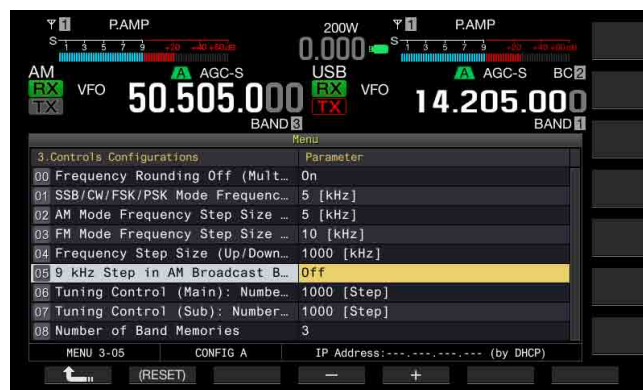 1 P.AMP 200W 1 P.AMP
S 1 3 5 7 9 +20 +40 +60dB 0.000 S 1 3 5 7 9 +20 +40 +60dB
AM A AGC-S USB A AGC-S BC2
RX TX VFO 50.505.000 RX TX VFO 14.205.000
BAND 3 BAND 1
Menu
3.Controls Configurations Parameter
00 Frequency Rounding Off (Mult… On
01 SSB/CW/FSK/PSK Mode Frequenc… 5 [kHz]
02 AM Mode Frequency Step Size … 5 [kHz]
03 FM Mode Frequency Step Size … 10 [kHz]
04 Frequency Step Size (Up/Down… 1000 [kHz]
05 9 kHz Step in AM Broadcast B… Off
06 Tuning Control (Main): Numbe… 1000 [Step]
07 Tuning Control (Sub): Number… 1000 [Step]
08 Number of Band Memories 3
MENU 3-05 CONFIG A IP Address:---.---.---.--- (by DHCP)
(RESET) − +